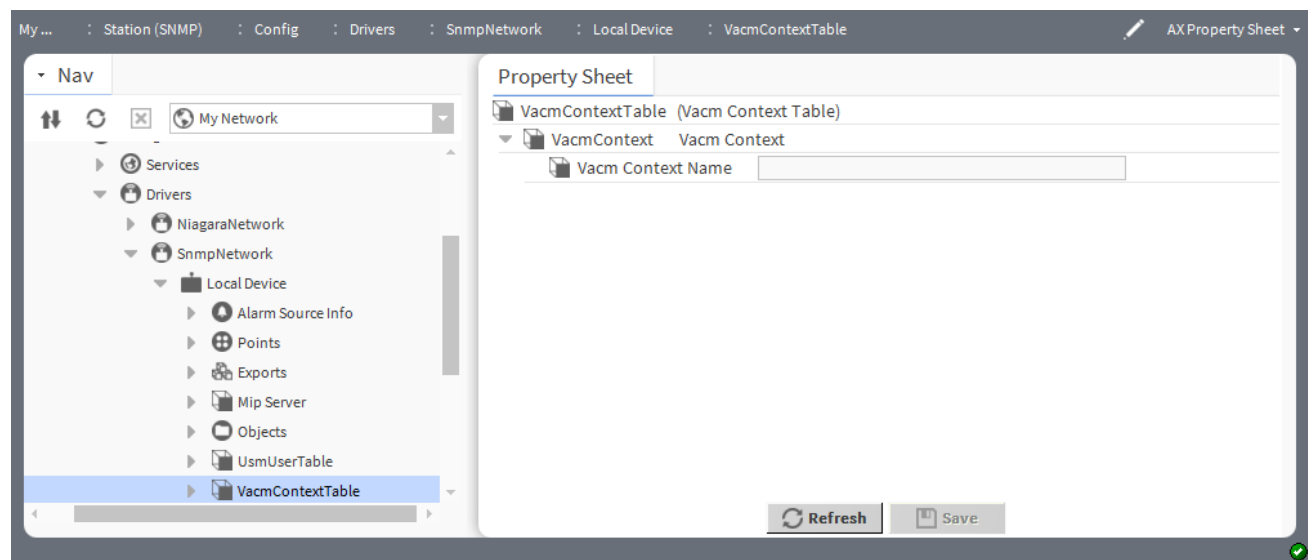 My ... : Station (SNMP) : Config : Drivers : SnmpNetwork : Local Device : VacmContextTable AX Property Sheet
Nav
My Network
Services
Drivers
NiagaraNetwork
SnmpNetwork
Local Device
Alarm Source Info
Points
Exports
Mip Server
Objects
UsmUserTable
VacmContextTable
Property Sheet
VacmContextTable (Vacm Context Table)
VacmContext Vacm Context
Vacm Context Name
Refresh Save